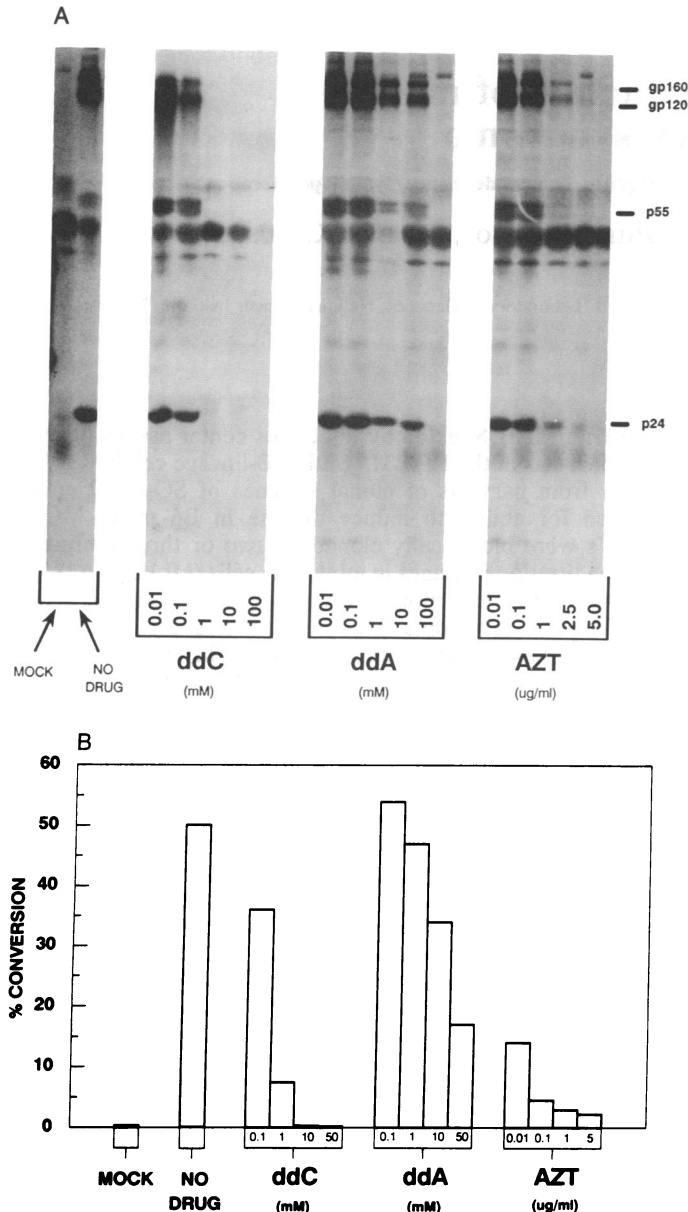 A
gp160
gp120
p55
p24
0.01 0.1 1 10 100
0.01 0.1 1 10 100
0.01 0.1 1 2.5 5.0
MOCK
NO
DRUG
ddC
(mM)
ddA
(mM)
AZT
(ug/ml)
B
60
50
40
30
20
10
0
% CONVERSION
0.1 1 10 50
0.1 1 10 50
0.01 0.1 1 5
MOCK
NO
DRUG
ddC
(mM)
ddA
(mM)
AZT
(ug/ml)